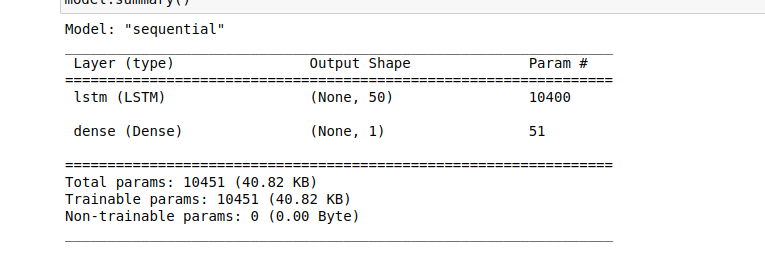 model.summary()
Model: "sequential"
_________________________________________________________________
Layer (type) Output Shape Param #
=================================================================
lstm (LSTM) (None, 50) 10400
dense (Dense) (None, 1) 51
=================================================================
Total params: 10451 (40.82 KB)
Trainable params: 10451 (40.82 KB)
Non-trainable params: 0 (0.00 Byte)
_________________________________________________________________